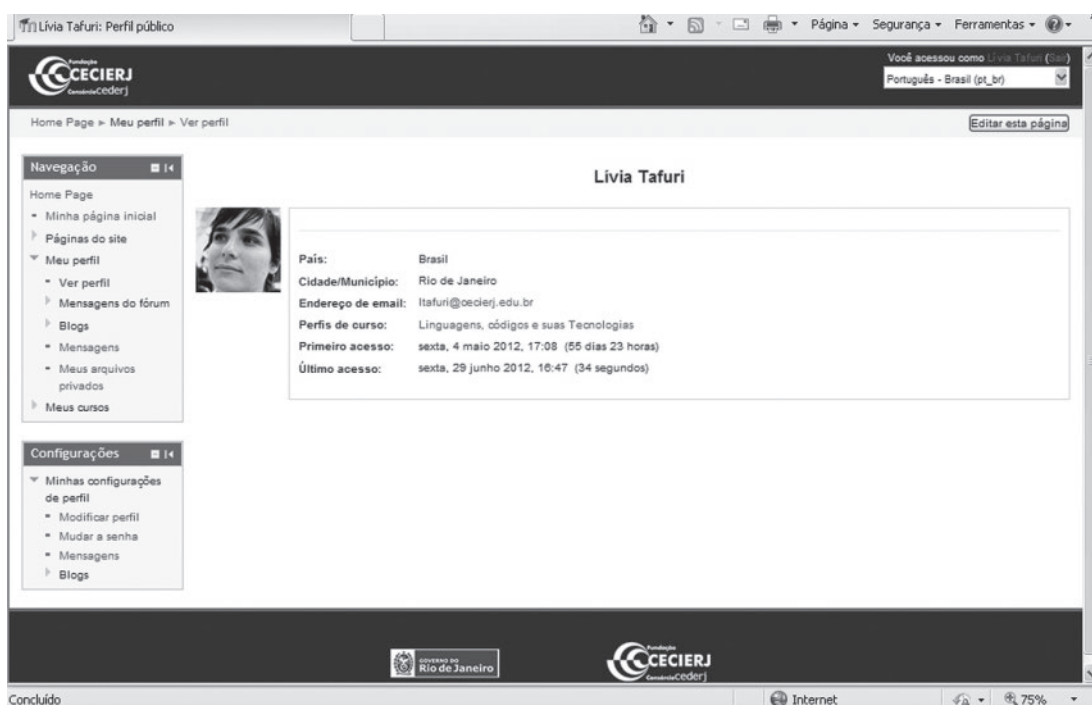 Lívia Tafuri: Perfil público
Página Segurança Ferramentas
Fundação
CECIERJ
Consórcio Cederj
Você acessou como Lívia Tafuri (Sair)
Português - Brasil (pt_br)
Home Page ► Meu perfil ► Ver perfil
Editar esta página
Navegação
Home Page
Minha página inicial
Páginas do site
Meu perfil
Ver perfil
Mensagens do fórum
Blogs
Mensagens
Meus arquivos
privados
Meus cursos
Configurações
Minhas configurações
de perfil
Modificar perfil
Mudar a senha
Mensagens
Blogs
Lívia Tafuri
País: Brasil
Cidade/Município: Rio de Janeiro
Endereço de email: ltafuri@cecierj.edu.br
Perfis de curso: Linguagens, códigos e suas Tecnologias
Primeiro acesso: sexta, 4 maio 2012, 17:08 (55 dias 23 horas)
Último acesso: sexta, 29 junho 2012, 16:47 (34 segundos)
GOVERNO DO
Rio de Janeiro
Fundação
CECIERJ
Consórcio Cederj
Concluído
Internet
75%